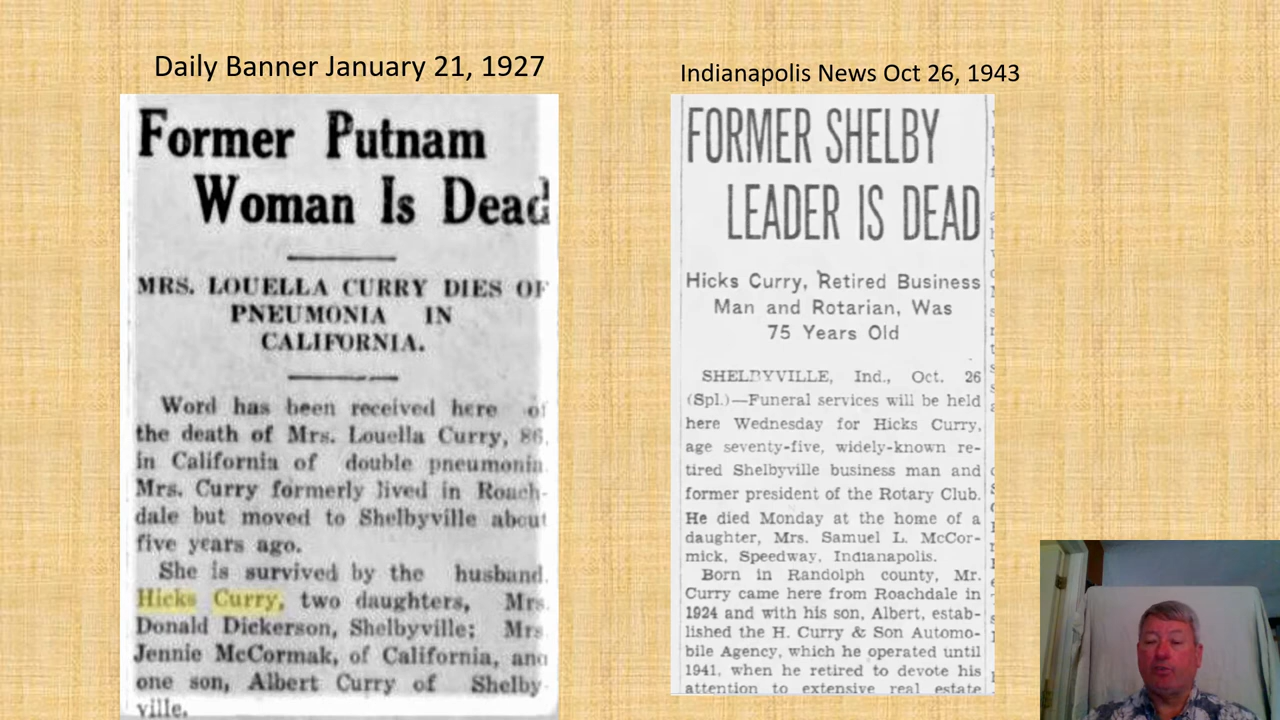 Daily Banner January 21, 1927
Former Putnam
Woman Is Dead
MRS. LOUELLA CURRY DIES OF
PNEUMONIA IN
CALIFORNIA.
Word has been received here of
the death of Mrs. Louella Curry, 86,
in California of double pneumonia.
Mrs. Curry formerly lived in Roach-
dale but moved to Shelbyville about
five years ago.
She is survived by the husband,
Hicks Curry, two daughters, Mrs.
Donald Dickerson, Shelbyville; Mrs.
Jennie McCormak, of California, and
one son, Albert Curry of Shelby-
ville.
Indianapolis News Oct 26, 1943
FORMER SHELBY
LEADER IS DEAD
Hicks Curry, Retired Business
Man and Rotarian, Was
75 Years Old
SHELBYVILLE, Ind., Oct. 26
(Spl.)—Funeral services will be held
here Wednesday for Hicks Curry,
age seventy-five, widely-known re-
tired Shelbyville business man and
former president of the Rotary Club.
He died Monday at the home of a
daughter, Mrs. Samuel L. McCor-
mick, Speedway, Indianapolis.
Born in Randolph county, Mr.
Curry came here from Roachdale in
1924 and with his son, Albert, estab-
lished the H. Curry & Son Automo-
bile Agency, which he operated until
1941, when he retired to devote his
attention to extensive real estate